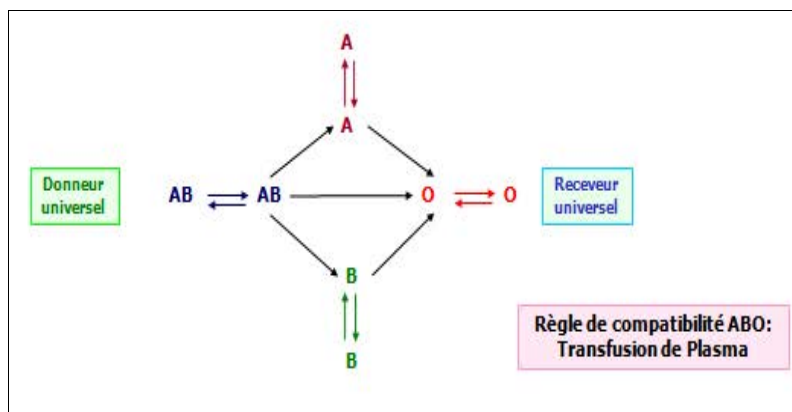 A
A
Donneur
universel
AB
AB
O
O
Receveur
universel
B
B
Règle de compatibilité ABO:
Transfusion de Plasma